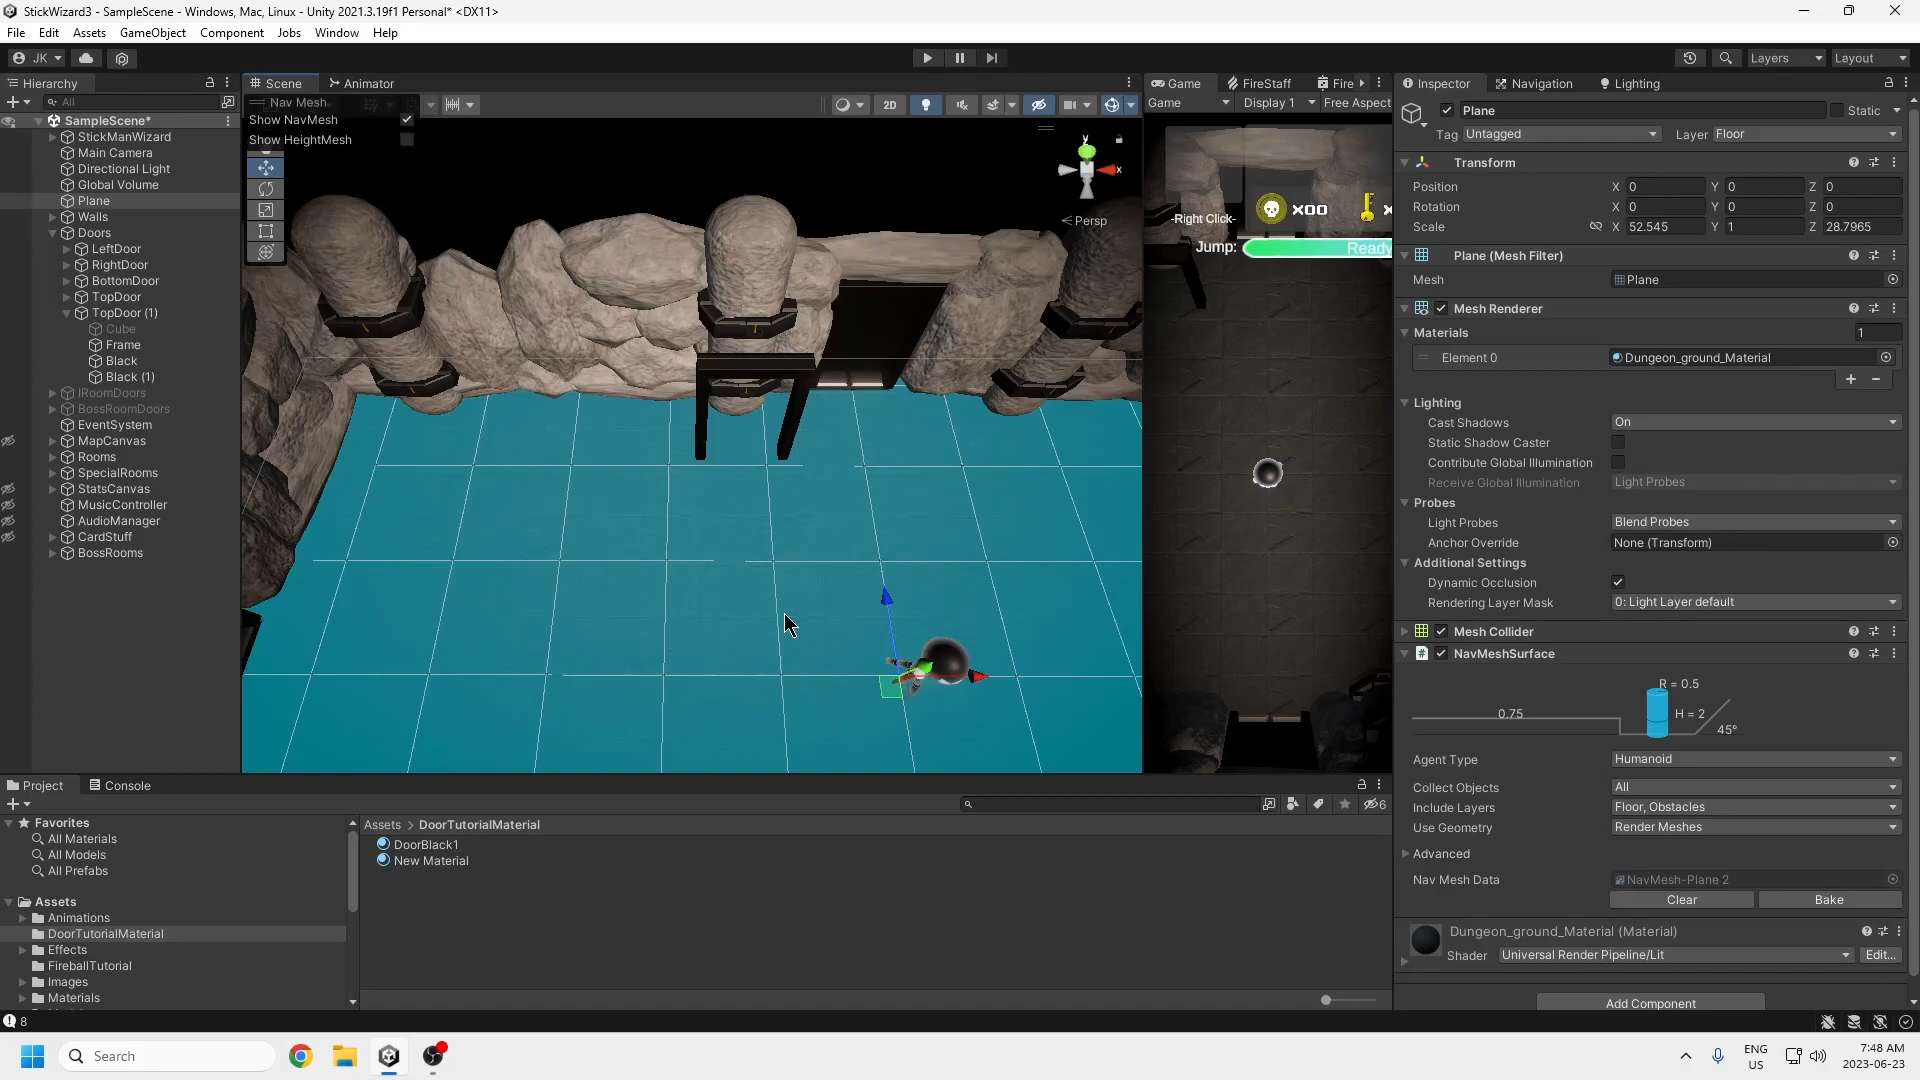 StickWizard3 - SampleScene - Windows, Mac, Linux - Unity 2021.3.19f1 Personal* <DX11>
File Edit Assets GameObject Component Jobs Window Help
JK Layers Layout
Hierarchy
All
SampleScene*
StickManWizard
Main Camera
Directional Light
Global Volume
Plane
Walls
Doors
LeftDoor
RightDoor
BottomDoor
TopDoor
TopDoor (1)
Cube
Frame
Black
Black (1)
IRoomDoors
BossRoomDoors
EventSystem
MapCanvas
Rooms
SpecialRooms
StatsCanvas
MusicController
AudioManager
CardStuff
BossRooms
Scene Animator
Nav Mesh
Show NavMesh
Show HeightMesh
2D
y
x
Persp
Game FireStaff Fire
Game Display 1 Free Aspect
-Right Click-
x00 x
Jump: Ready
Inspector Navigation Lighting
Plane Static
Tag Untagged Layer Floor
Transform
Position X 0 Y 0 Z 0
Rotation X 0 Y 0 Z 0
Scale X 52.545 Y 1 Z 28.7965
Plane (Mesh Filter)
Mesh Plane
Mesh Renderer
Materials 1
Element 0 Dungeon_ground_Material
Lighting
Cast Shadows On
Static Shadow Caster
Contribute Global Illumination
Receive Global Illumination Light Probes
Probes
Light Probes Blend Probes
Anchor Override None (Transform)
Additional Settings
Dynamic Occlusion
Rendering Layer Mask 0: Light Layer default
Mesh Collider
NavMeshSurface
R = 0.5
0.75 H = 2
45°
Agent Type Humanoid
Collect Objects All
Include Layers Floor, Obstacles
Use Geometry Render Meshes
Advanced
Nav Mesh Data NavMesh-Plane 2
Clear Bake
Dungeon_ground_Material (Material)
Shader Universal Render Pipeline/Lit Edit...
Add Component
Project Console
6
Favorites
All Materials
All Models
All Prefabs
Assets
Animations
DoorTutorialMaterial
Effects
FireballTutorial
Images
Materials
Assets > DoorTutorialMaterial
DoorBlack1
New Material
8
Search
ENG
US
7:48 AM
2023-06-23